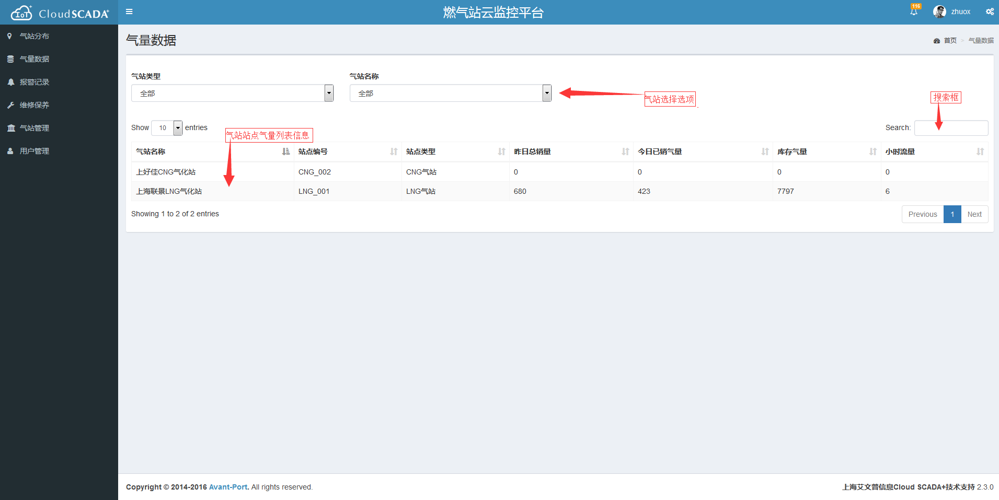 IoT CloudSCADA+
燃气站云监控平台
116
zhuox
气站分布
气量数据
报警记录
维修保养
气站管理
用户管理
气量数据
首页 > 气量数据
气站类型
全部
气站名称
全部
气站选择选项
搜索框
Show 10 entries
Search:
气站站点气量列表信息
气站名称 站点编号 站点类型 昨日总销量 今日已销气量 库存气量 小时流量
上好佳CNG气化站 CNG_002 CNG气站 0 0 0 0
上海联景LNG气化站 LNG_001 LNG气站 680 423 7797 6
Showing 1 to 2 of 2 entries
Previous 1 Next
Copyright © 2014-2016 Avant-Port. All rights reserved.
上海艾文普信息Cloud SCADA+技术支持 2.3.0